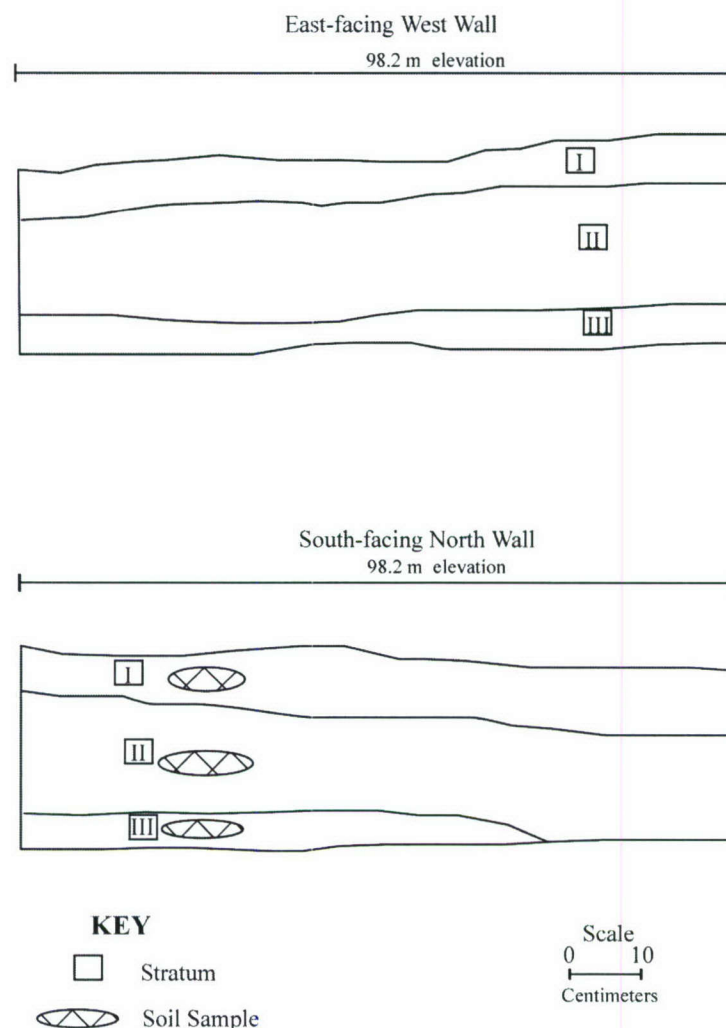 East-facing West Wall
98.2 m elevation
I
II
III
South-facing North Wall
98.2 m elevation
I
II
III
KEY
Stratum
Soil Sample
Scale
0 10
Centimeters